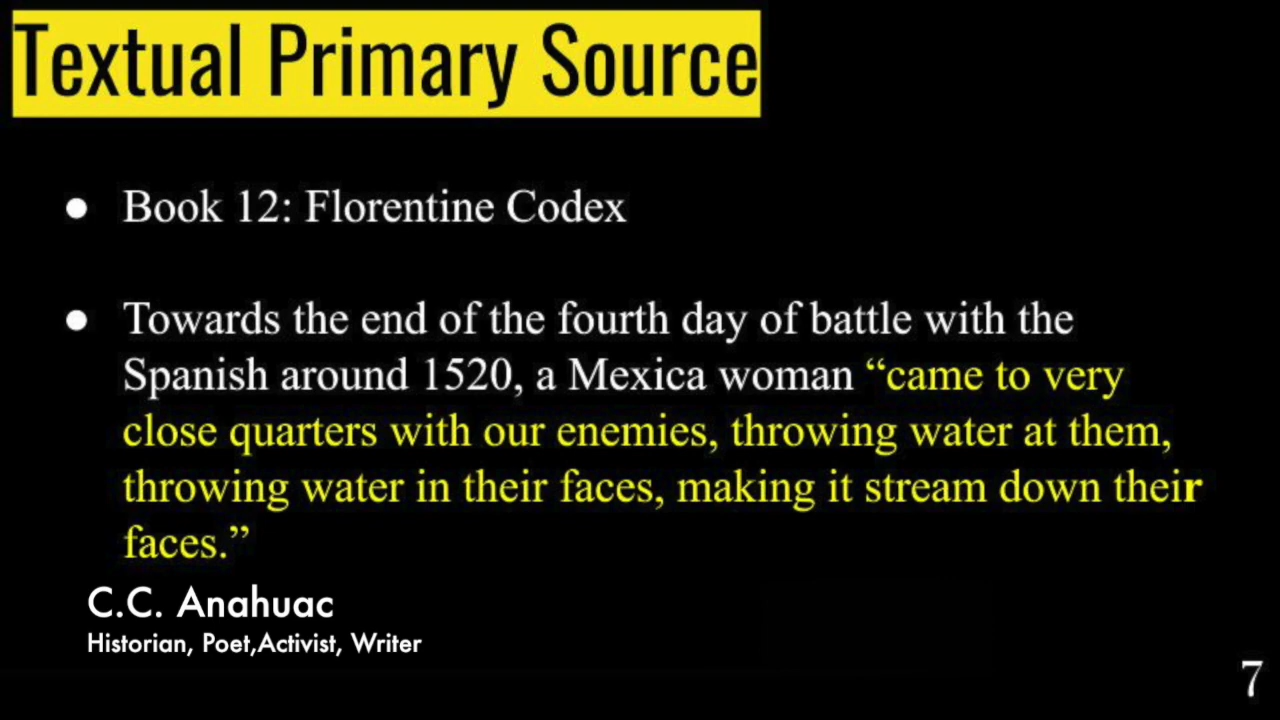 Textual Primary Source
● Book 12: Florentine Codex
● Towards the end of the fourth day of battle with the
Spanish around 1520, a Mexica woman “came to very
close quarters with our enemies, throwing water at them,
throwing water in their faces, making it stream down their
faces.”
C.C. Anahuac
Historian, Poet,Activist, Writer
7